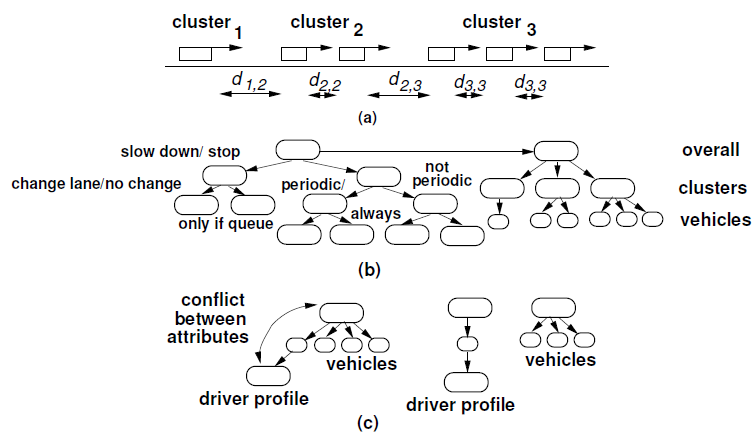 cluster 1 cluster 2 cluster 3
d1,2 d2,2 d2,3 d3,3 d3,3
(a)
slow down/ stop
overall
change lane/no change
periodic/
not
periodic
clusters
only if queue
always
vehicles
(b)
conflict
between
attributes
vehicles
driver profile
driver profile
vehicles
(c)